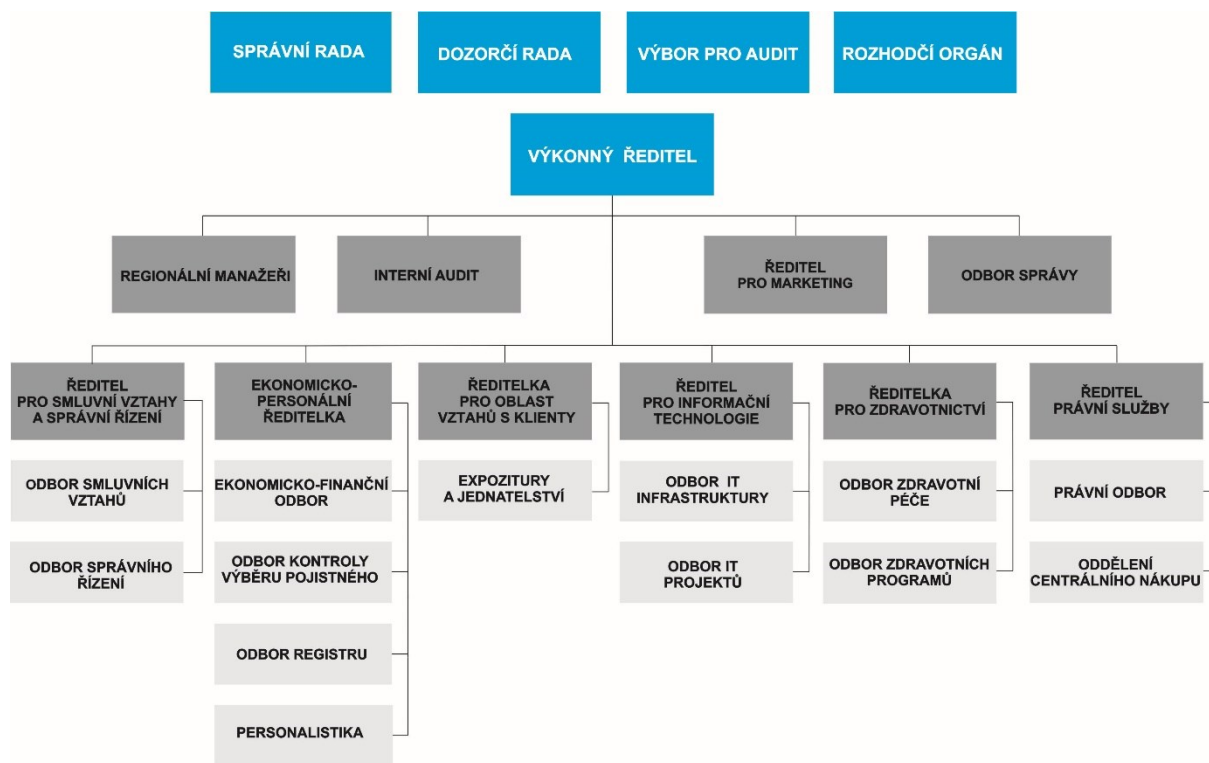 SPRÁVNÍ RADA
DOZORČÍ RADA
VÝBOR PRO AUDIT
ROZHODČÍ ORGÁN
VÝKONNÝ ŘEDITEL
REGIONÁLNÍ MANAŽEŘI
INTERNÍ AUDIT
ŘEDITEL
PRO MARKETING
ODBOR SPRÁVY
ŘEDITEL
PRO SMLUVNÍ VZTAHY
A SPRÁVNÍ ŘÍZENÍ
EKONOMICKO-
PERSONÁLNÍ
ŘEDITELKA
ŘEDITELKA
PRO OBLAST
VZTAHŮ S KLIENTY
ŘEDITEL
PRO INFORMAČNÍ
TECHNOLOGIE
ŘEDITELKA
PRO ZDRAVOTNICTVÍ
ŘEDITEL
PRÁVNÍ SLUŽBY
ODBOR SMLUVNÍCH
VZTAHŮ
EKONOMICKO-FINANČNÍ
ODBOR
EXPOZITURY
A JEDNATELSTVÍ
ODBOR IT
INFRASTRUKTURY
ODBOR ZDRAVOTNÍ
PÉČE
PRÁVNÍ ODBOR
ODBOR SPRÁVNÍHO
ŘÍZENÍ
ODBOR KONTROLY
VÝBĚRU POJISTNÉHO
ODBOR IT
PROJEKTŮ
ODBOR ZDRAVOTNÍCH
PROGRAMŮ
ODDĚLENÍ
CENTRÁLNÍHO NÁKUPU
ODBOR REGISTRU
PERSONALISTIKA